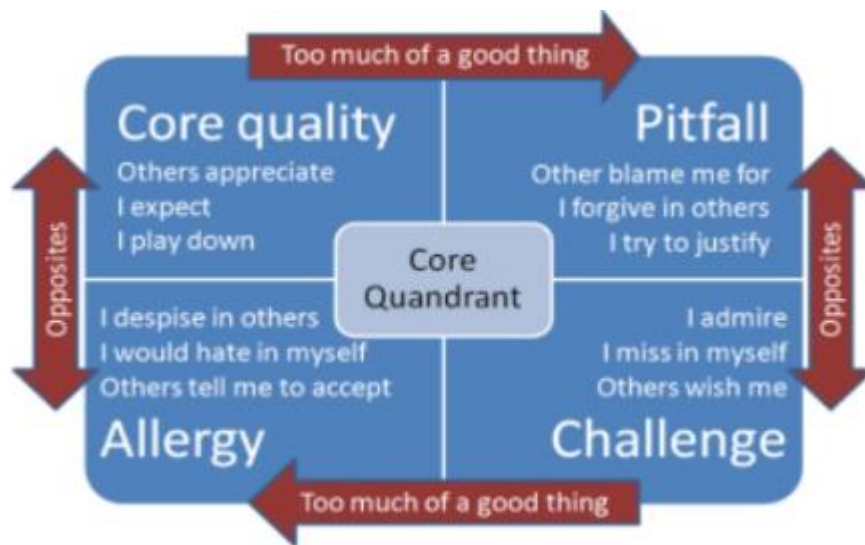 Too much of a good thing
Core quality
Others appreciate
I expect
I play down
Pitfall
Other blame me for
I forgive in others
I try to justify
Opposites
Core
Quandrant
Opposites
I despise in others
I would hate in myself
Others tell me to accept
Allergy
I admire
I miss in myself
Others wish me
Challenge
Too much of a good thing